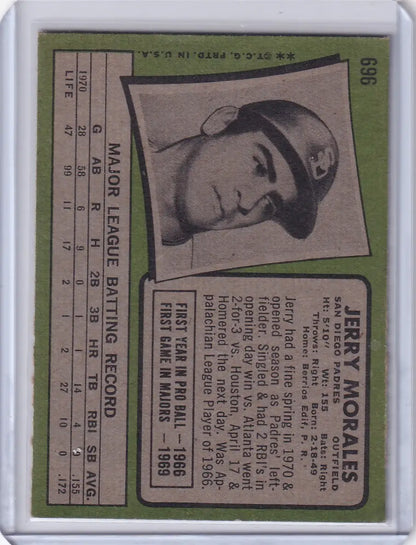 696
**©T.C.G. PRTD. IN U.S.A.
SD
JERRY MORALES
SAN DIEGO PADRES OUTFIELD
Ht: 5'10" Wt: 155 Bats: Right
Throws: Right Born: 2-18-49
Home: Berrios Edif, P. R.
Jerry had a fine spring in 1970 &
opened season as Padres' left-
fielder. Singled & had 2 RBI's in
opening day win vs. Atlanta went
2-for-3 vs. Houston, April 17 &
Homered the next day. Was Ap-
palachian League Player of 1966.
FIRST YEAR IN PRO BALL — 1966
FIRST GAME IN MAJORS — 1969
MAJOR LEAGUE BATTING RECORD
G AB R H 2B 3B HR TB RBI SB AVG.
1970 28 58 6 9 0 1 1 14 4 .155
LIFE 47 99 11 17 2 1 2 27 10 0 .172